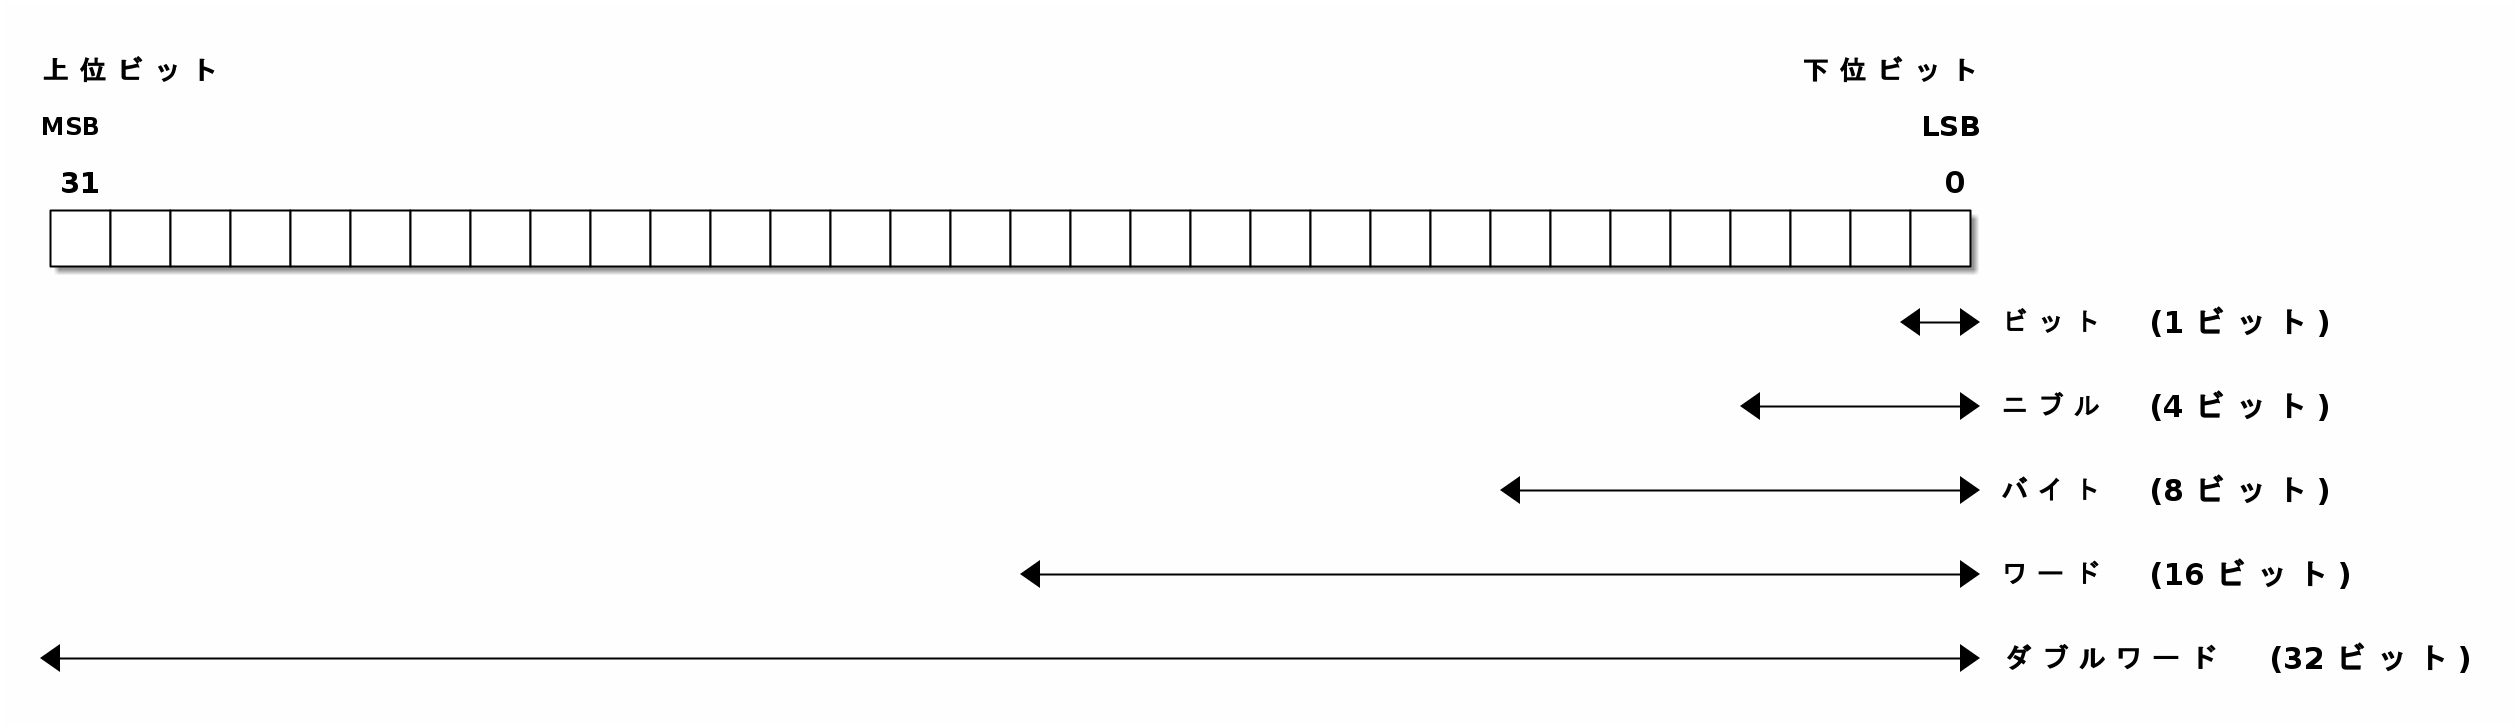 上位ビット 下位ビット
MSB LSB
31 0
ビット (1ビット)
ニブル (4ビット)
バイト (8ビット)
ワード (16ビット)
ダブルワード (32ビット)